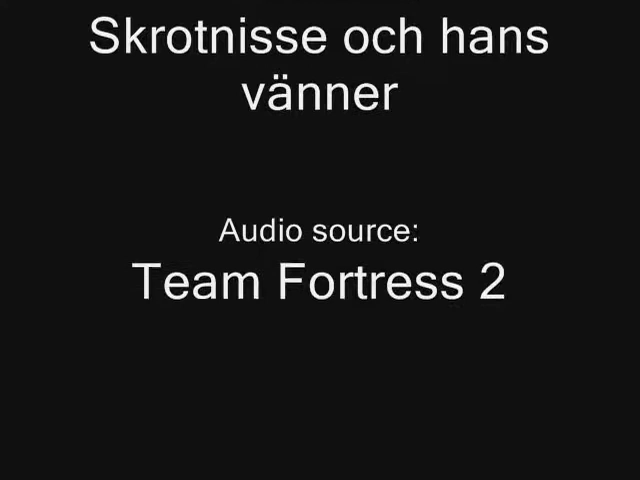 Skrotnisse och hans
vänner
Audio source:
Team Fortress 2